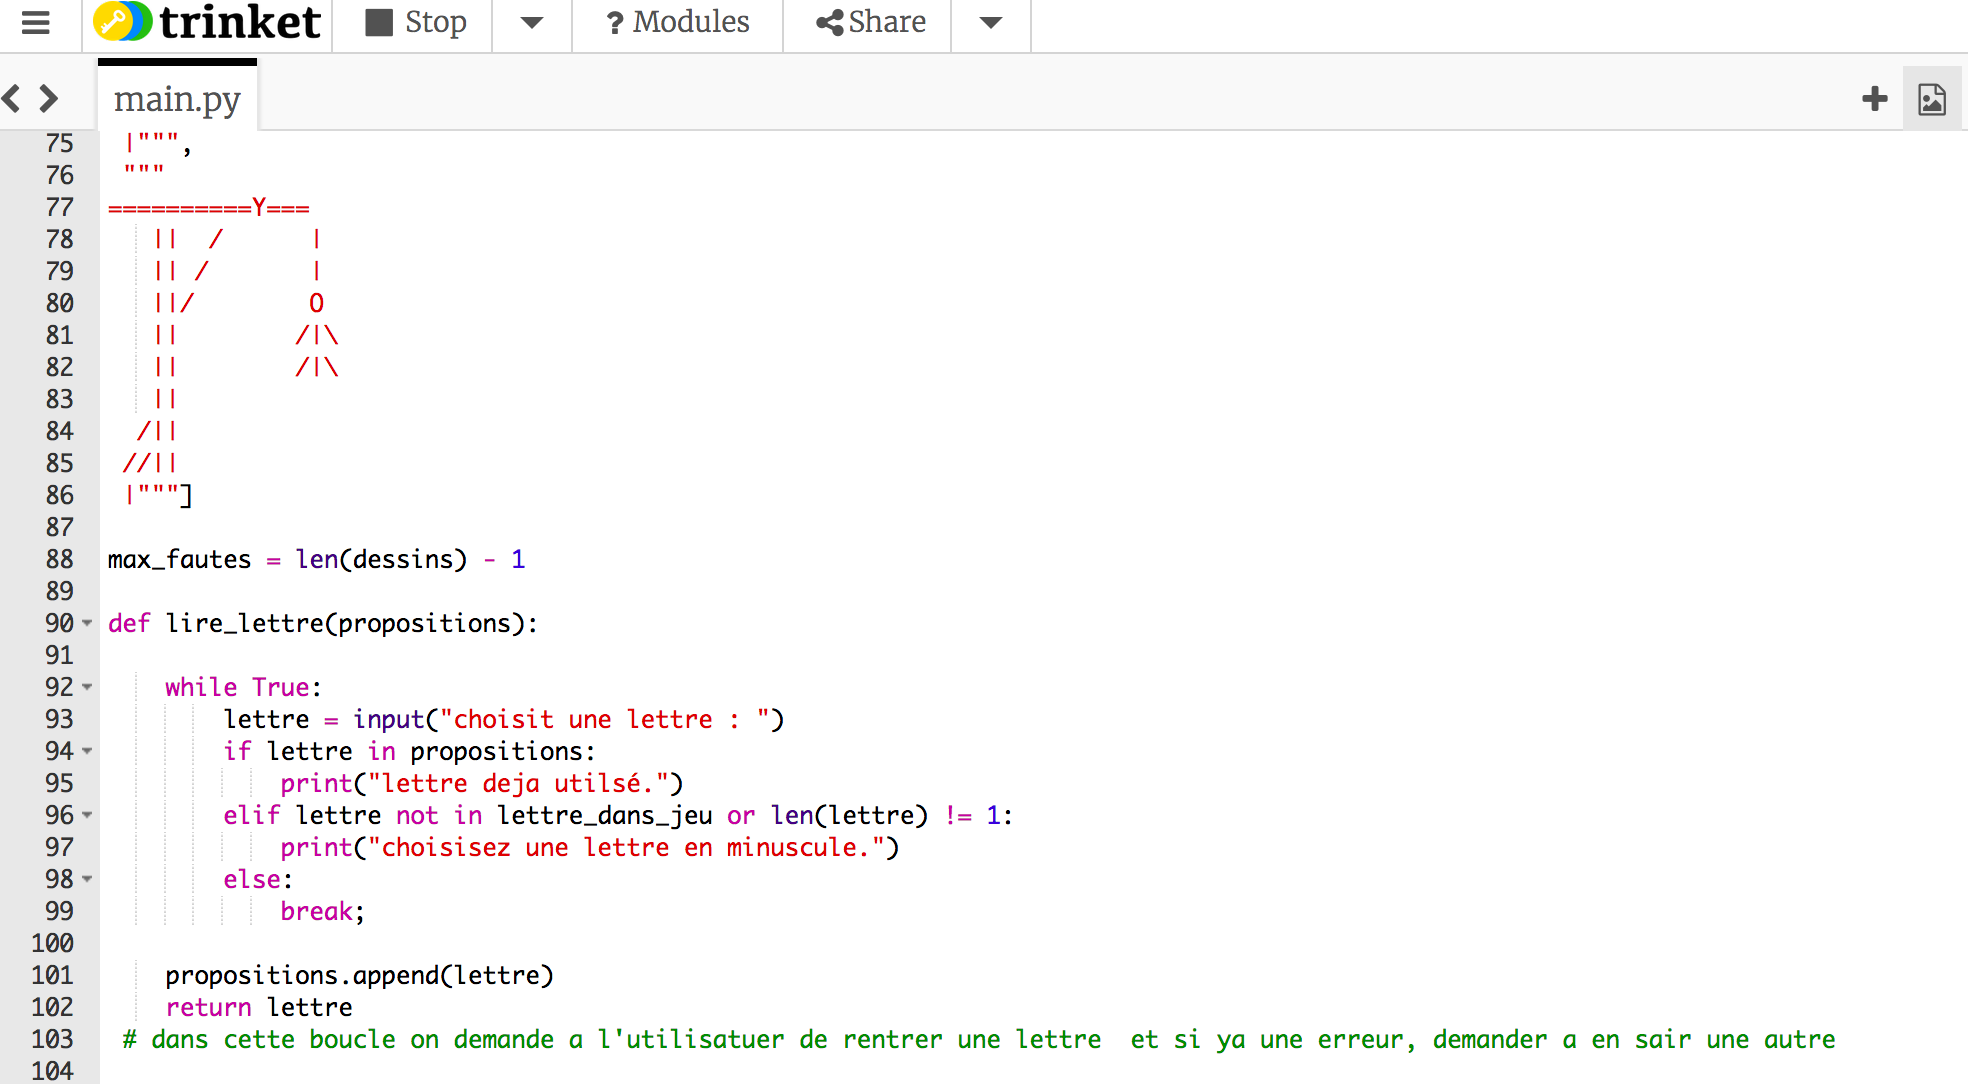 trinket Stop ? Modules Share
main.py
75 |""",
76 """
77 ==========Y===
78 || / |
79 || / |
80 ||/ O
81 || /|\
82 || /|\
83 ||
84 /||
85 //||
86 |"""]
87
88 max_fautes = len(dessins) - 1
89
90 def lire_lettre(propositions):
91
92 while True:
93 lettre = input("choisit une lettre : ")
94 if lettre in propositions:
95 print("lettre deja utilsé.")
96 elif lettre not in lettre_dans_jeu or len(lettre) != 1:
97 print("choisisez une lettre en minuscule.")
98 else:
99 break;
100
101 propositions.append(lettre)
102 return lettre
103 # dans cette boucle on demande a l'utilisatuer de rentrer une lettre  et si ya une erreur, demander a en sair une autre
104